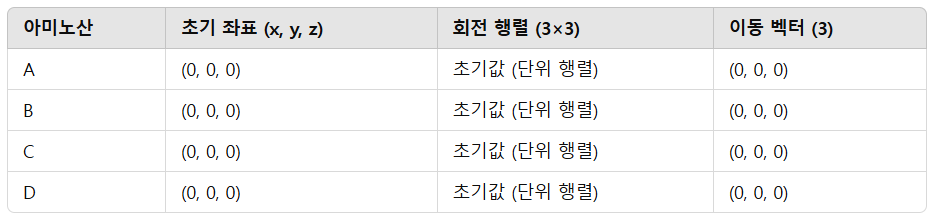 아미노산 초기 좌표 (x, y, z) 회전 행렬 (3×3) 이동 벡터 (3)
A (0, 0, 0) 초기값 (단위 행렬) (0, 0, 0)
B (0, 0, 0) 초기값 (단위 행렬) (0, 0, 0)
C (0, 0, 0) 초기값 (단위 행렬) (0, 0, 0)
D (0, 0, 0) 초기값 (단위 행렬) (0, 0, 0)